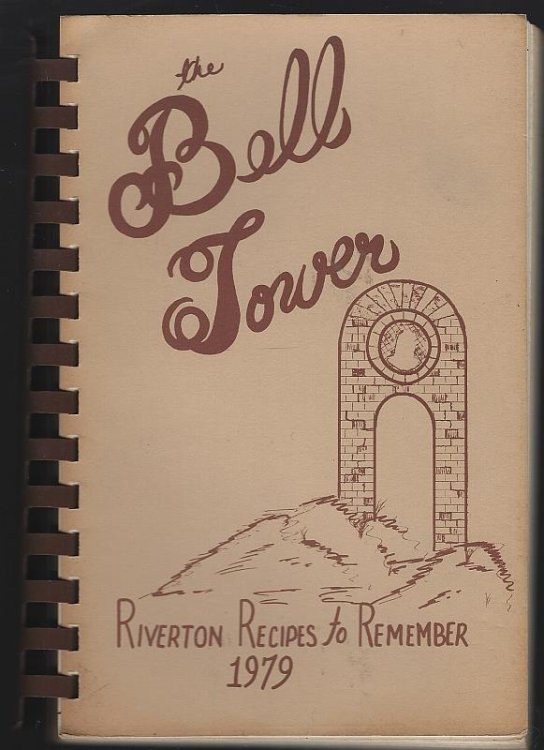 the
Bell
Tower
RIVERTON RECIPES to REMEMBER
1979